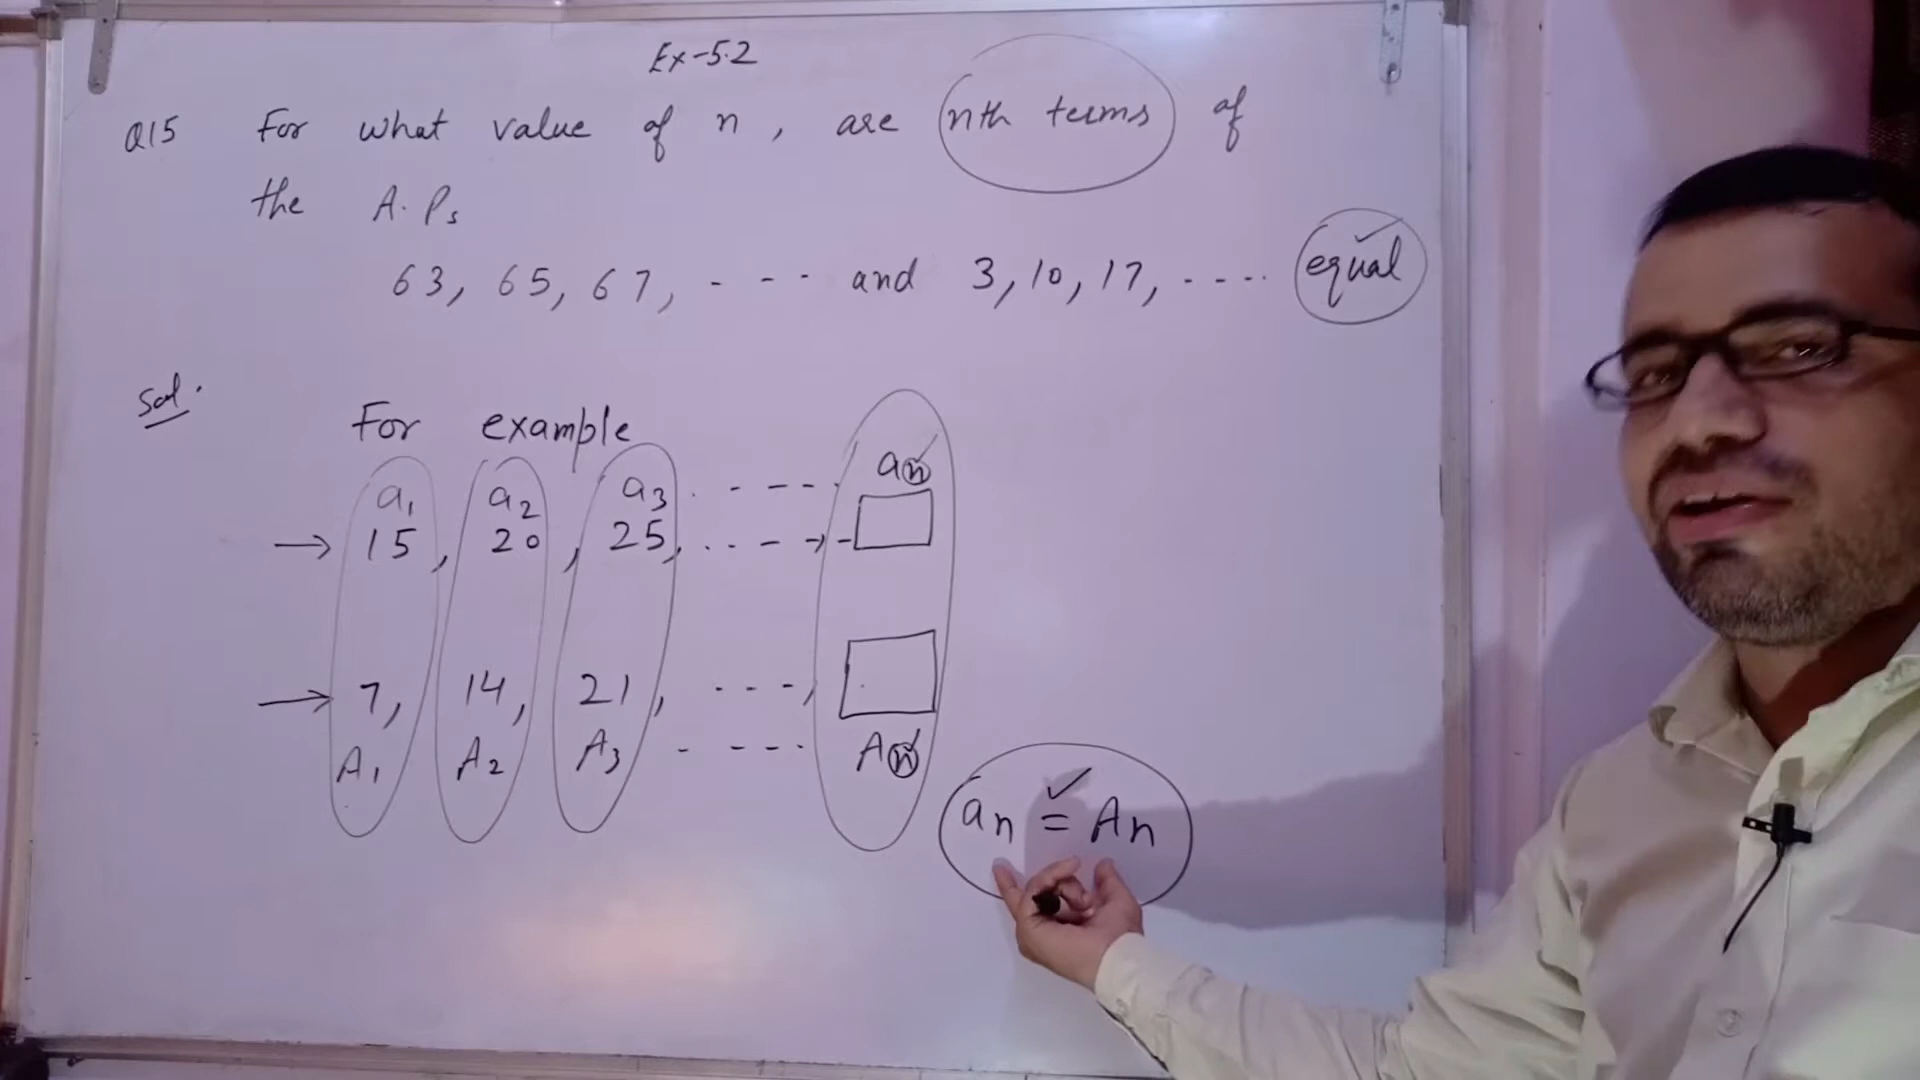 Ex-5.2
Q15 For what value of n, are nth terms of
the A.Ps
63, 65, 67, - - - and 3, 10, 17, - - - - equal
Sol.
For example
a1 a2 a3 - - - - an
→ 15, 20, 25, - - - -
→ 7, 14, 21, - - - ,
A1 A2 A3 - - - - An
an = An